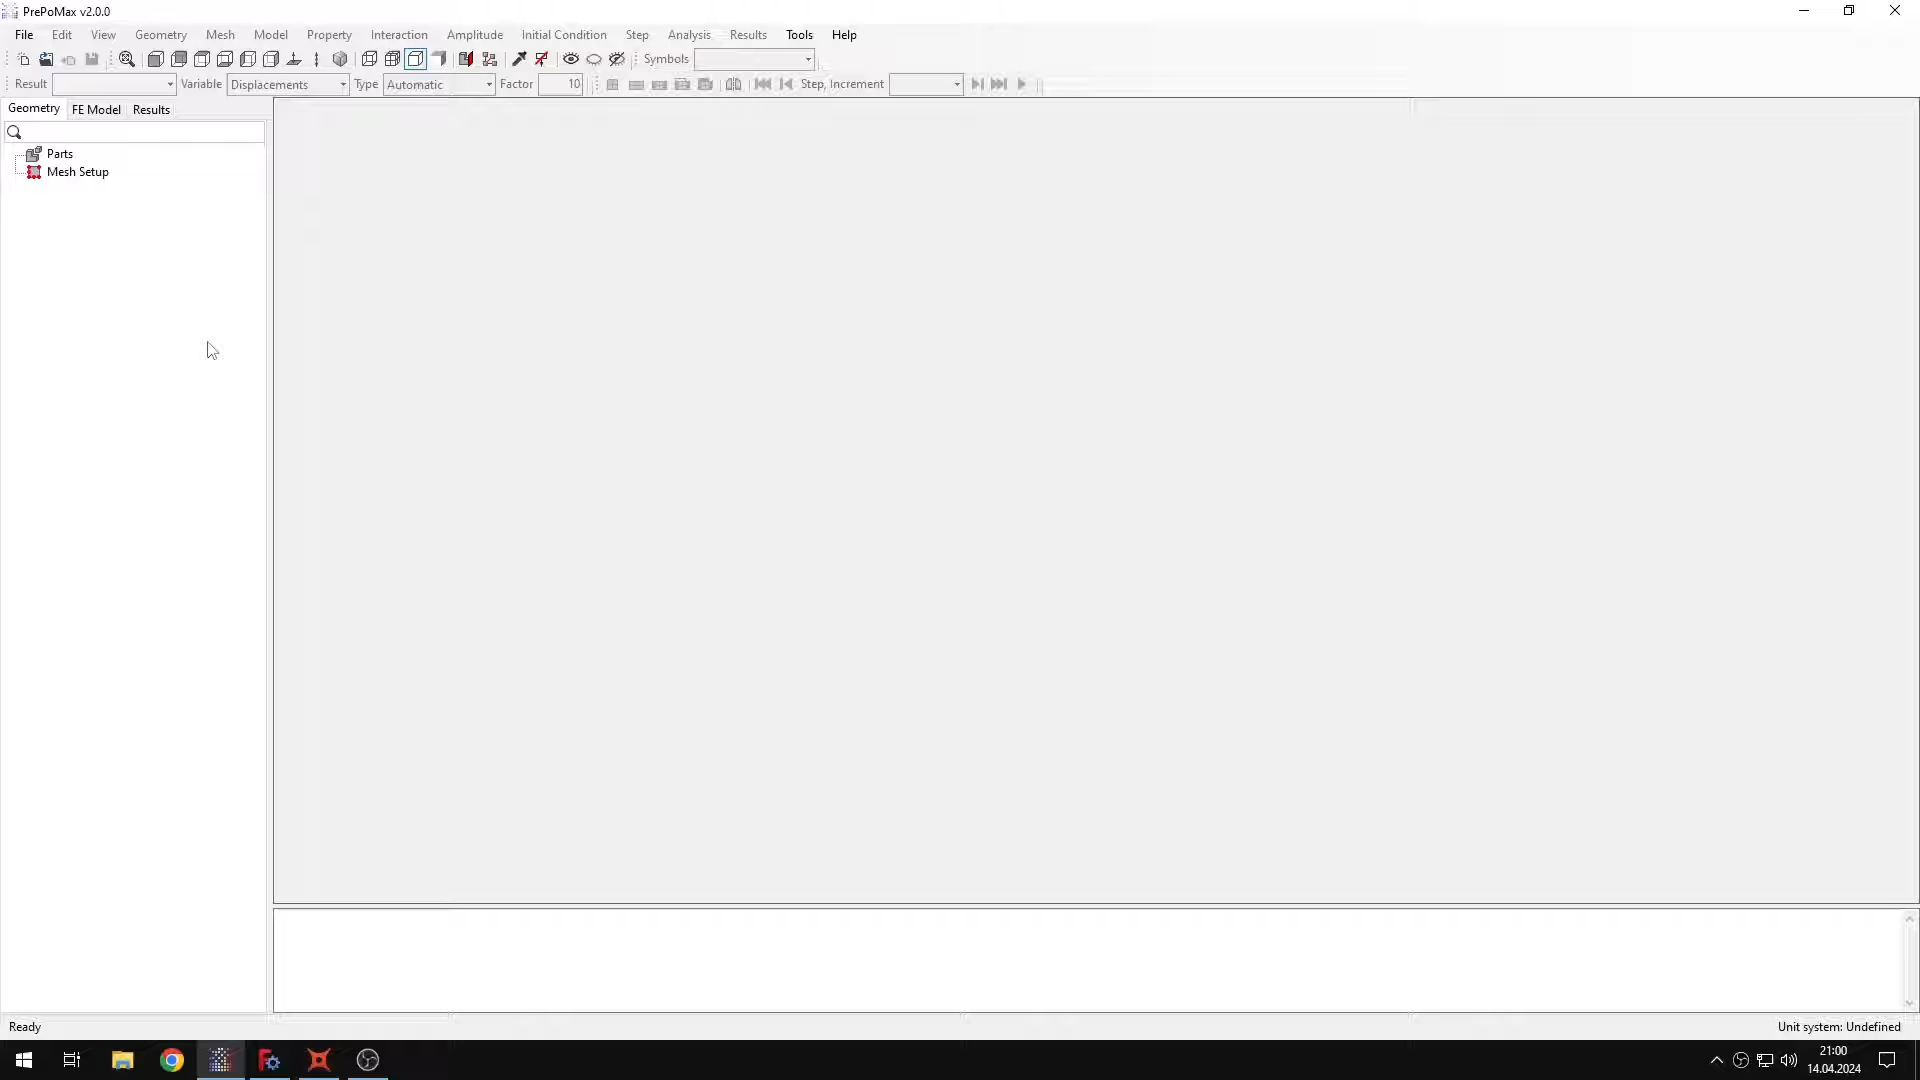 PrePoMax v2.0.0
File Edit View Geometry Mesh Model Property Interaction Amplitude Initial Condition Step Analysis Results Tools Help
Symbols
Result Variable Displacements Type Automatic Factor 10 Step, Increment
Geometry FE Model Results
Parts
Mesh Setup
Ready Unit system: Undefined
21:00
14.04.2024